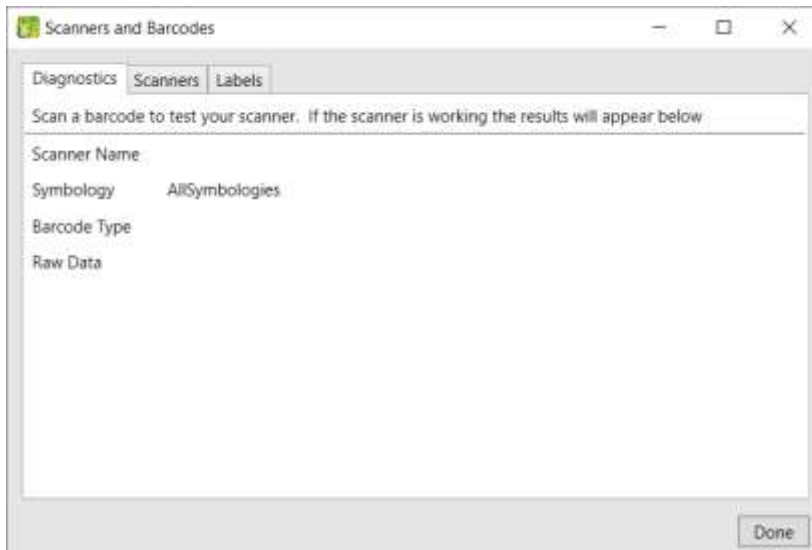 Scanners and Barcodes
Diagnostics Scanners Labels
Scan a barcode to test your scanner. If the scanner is working the results will appear below
Scanner Name
Symbology AllSymbologies
Barcode Type
Raw Data
Done